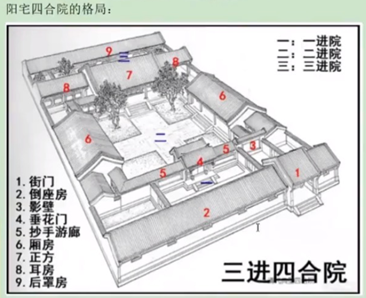 阳宅四合院的格局：
一：一进院
二：二进院
三：三进院
9
三
8
7
8
6
6
二
5
3
4
5
1
一
2
1. 街门
2. 倒座房
3. 影壁
4. 垂花门
5. 抄手游廊
6. 厢房
7. 正方
8. 耳房
9. 后罩房
三进四合院